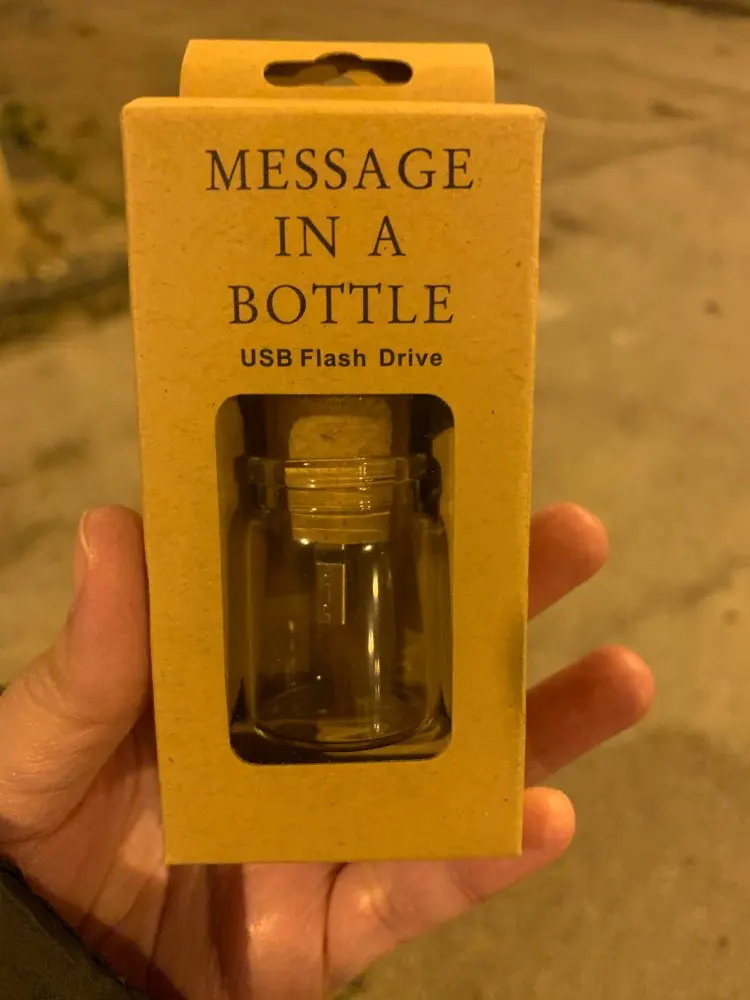 MESSAGE
IN A
BOTTLE
USB Flash Drive